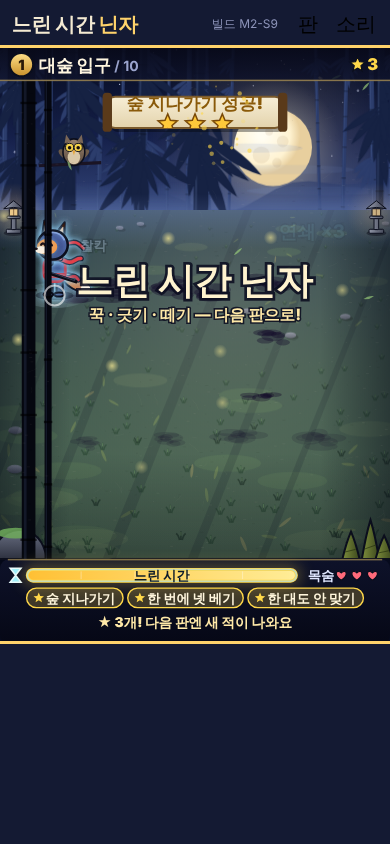 느린 시간 닌자 빌드 M2-S9 판 소리
1 대숲 입구 / 10 ★ 3
숲 지나가기 성공!
연쇄 ×3
찰칵
느린 시간 닌자
꾹 · 긋기 · 떼기 — 다음 판으로!
느린 시간 목숨
★ 숲 지나가기 ★ 한 번에 넷 베기 ★ 한 대도 안 맞기
★ 3개! 다음 판엔 새 적이 나와요